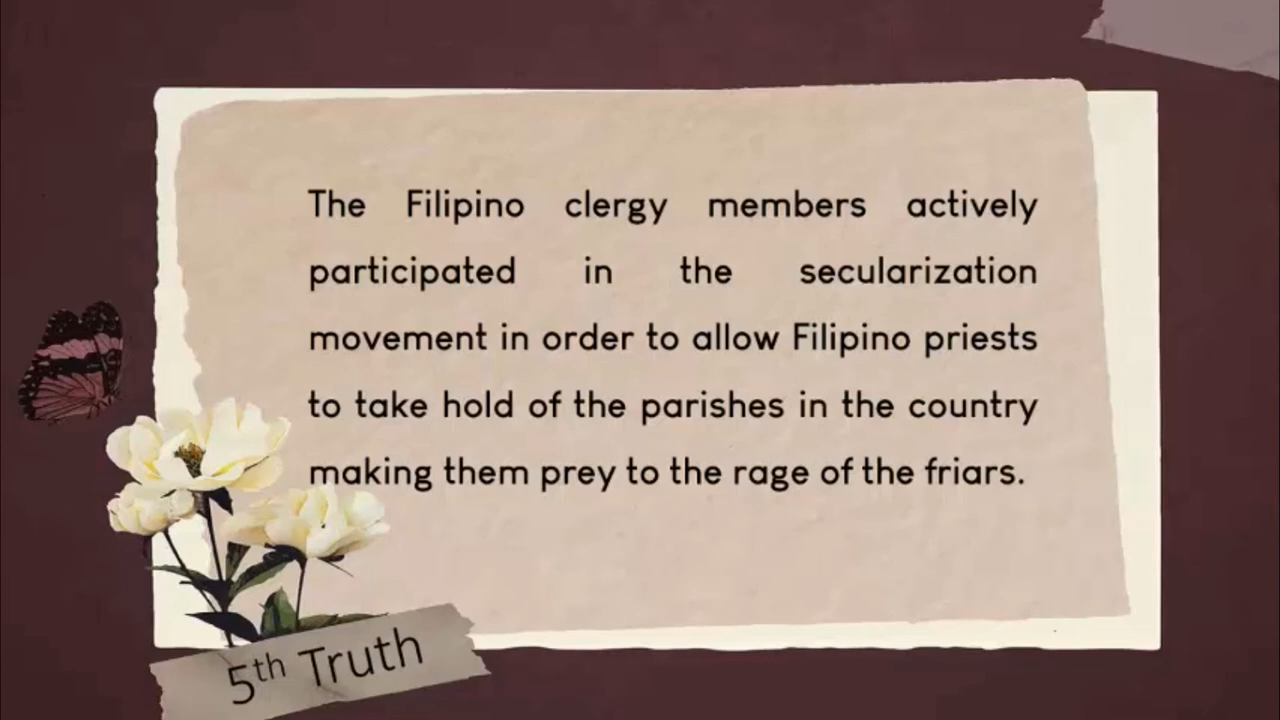 The Filipino clergy members actively
participated in the secularization
movement in order to allow Filipino priests
to take hold of the parishes in the country
making them prey to the rage of the friars.
5th Truth